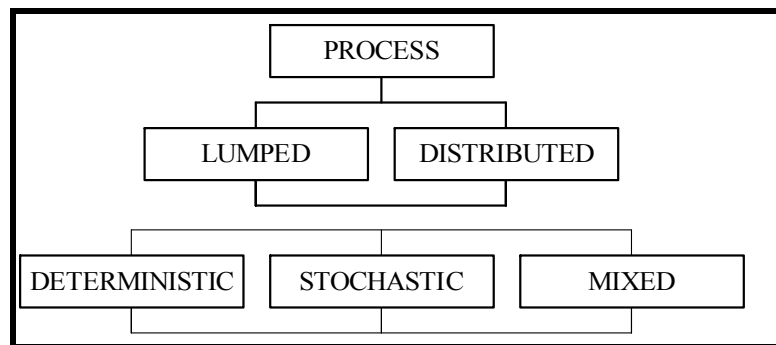 PROCESS
LUMPED DISTRIBUTED
DETERMINISTIC STOCHASTIC MIXED